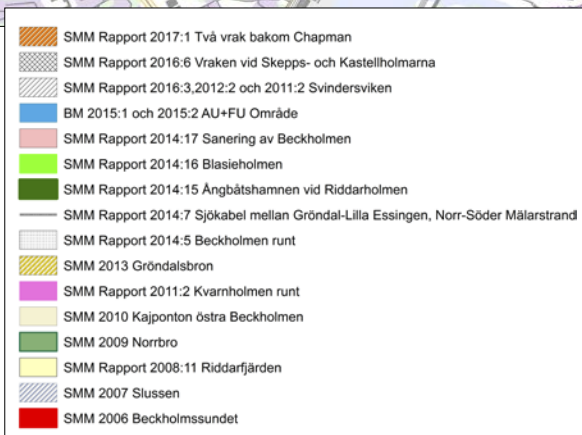 SMM Rapport 2017:1 Två vrak bakom Chapman
SMM Rapport 2016:6 Vraken vid Skepps- och Kastellholmarna
SMM Rapport 2016:3,2012:2 och 2011:2 Svindersviken
BM 2015:1 och 2015:2 AU+FU Område
SMM Rapport 2014:17 Sanering av Beckholmen
SMM Rapport 2014:16 Blasieholmen
SMM Rapport 2014:15 Ångbåtshamnen vid Riddarholmen
SMM Rapport 2014:7 Sjökabel mellan Gröndal-Lilla Essingen, Norr-Söder Mälarstrand
SMM Rapport 2014:5 Beckholmen runt
SMM 2013 Gröndalsbron
SMM Rapport 2011:2 Kvarnholmen runt
SMM 2010 Kajponton östra Beckholmen
SMM 2009 Norrbro
SMM Rapport 2008:11 Riddarfjärden
SMM 2007 Slussen
SMM 2006 Beckholmssundet